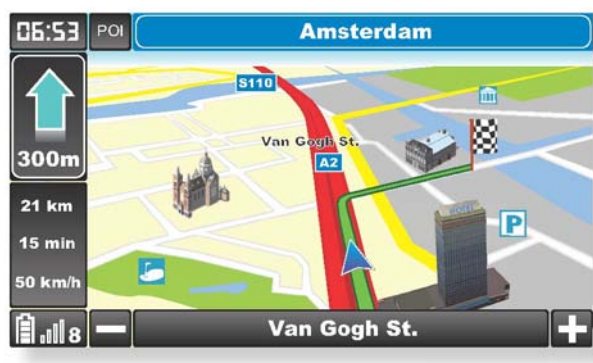 06:53
POI
Amsterdam
S110
300m
Van Gogh St.
A2
21 km
15 min
50 km/h
HOTEL
P
8
Van Gogh St.